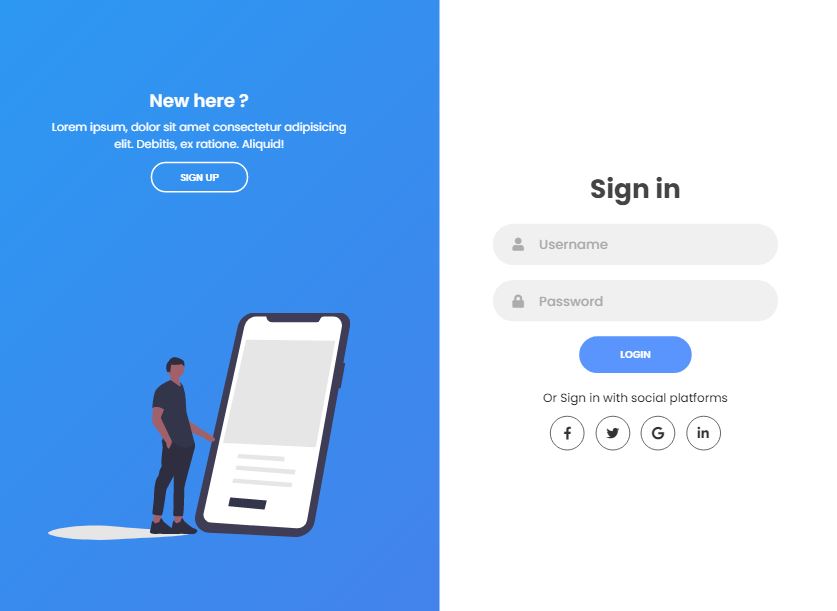 New here ?
Lorem ipsum, dolor sit amet consectetur adipisicing
elit. Debitis, ex ratione. Aliquid!
SIGN UP
Sign in
Username
Password
LOGIN
Or Sign in with social platforms